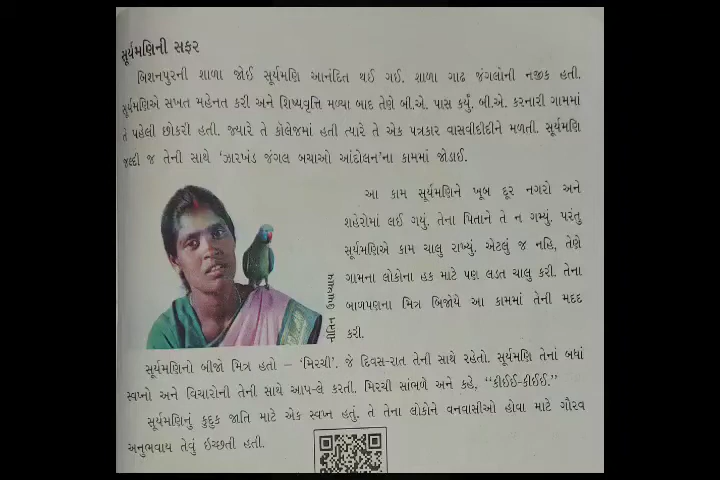 સૂર્યમણિની સફર
બિશનપુરની શાળા જોઈ સૂર્યમણિ આનંદિત થઈ ગઈ. શાળા ગાઢ જંગલોની નજીક હતી.
સૂર્યમણિએ સખત મહેનત કરી અને શિષ્યવૃત્તિ મળ્યા બાદ તેણે બી.એ. પાસ કર્યું. બી.એ. કરનારી ગામમાં
તે પહેલી છોકરી હતી. જ્યારે તે કૉલેજમાં હતી ત્યારે તે એક પત્રકાર વાસવીદીદીને મળતી. સૂર્યમણિ
જલ્દી જ તેની સાથે ‘ઝારખંડ જંગલ બચાઓ આંદોલન’ના કામમાં જોડાઈ.
આ કામ સૂર્યમણિને ખૂબ દૂર નગરો અને
શહેરોમાં લઈ ગયું. તેના પિતાને તે ન ગમ્યું. પરંતુ
સૂર્યમણિએ કામ ચાલુ રાખ્યું. એટલું જ નહિ, તેણે
ગામના લોકોના હક માટે પણ લડત ચાલુ કરી. તેના
બાળપણના મિત્ર બિજોયે આ કામમાં તેની મદદ
કરી.
નીતિન ઉપાધ્યાય
સૂર્યમણિનો બીજો મિત્ર હતો – ‘મિરચી’. જે દિવસ-રાત તેની સાથે રહેતો. સૂર્યમણિ તેનાં બધાં
સ્વપ્નો અને વિચારોની તેની સાથે આપ-લે કરતી. મિરચી સાંભળે અને કહે, “કીઈઈ-કીઈઈ.”
સૂર્યમણિનું કુદુક જાતિ માટે એક સ્વપ્ન હતું. તે તેના લોકોને વનવાસીઓ હોવા માટે ગૌરવ
અનુભવાય તેવું ઇચ્છતી હતી.